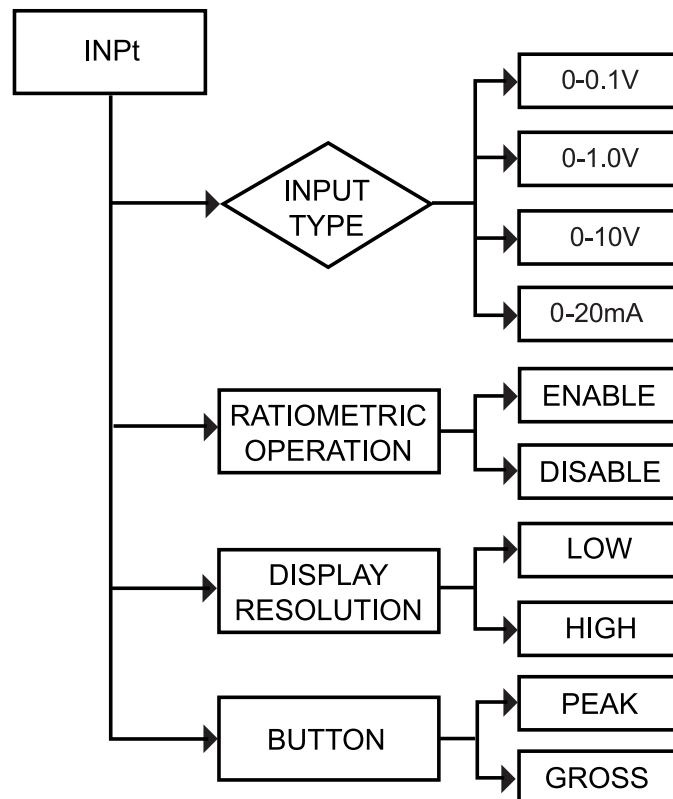 INPt
INPUT
TYPE
0-0.1V
0-1.0V
0-10V
0-20mA
RATIOMETRIC
OPERATION
ENABLE
DISABLE
DISPLAY
RESOLUTION
LOW
HIGH
BUTTON
PEAK
GROSS